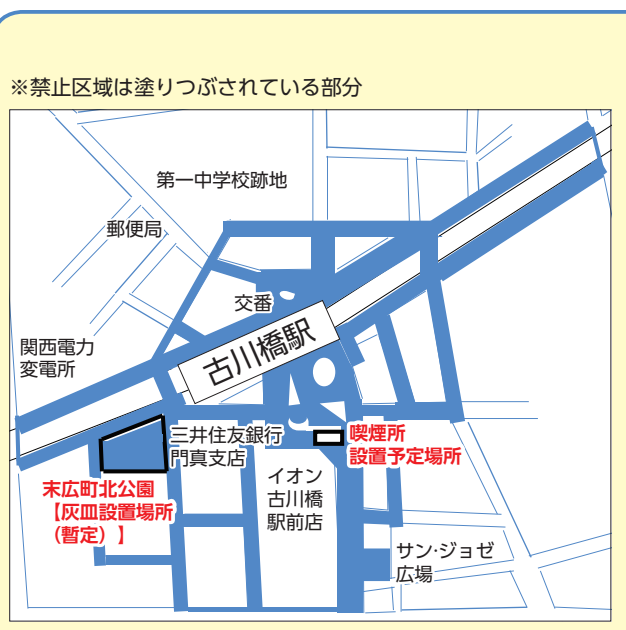 ※禁止区域は塗りつぶされている部分
第一中学校跡地
郵便局
交番
関西電力
変電所
古川橋駅
三井住友銀行
門真支店
喫煙所
設置予定場所
イオン
古川橋
駅前店
末広町北公園
【灰皿設置場所
（暫定）】
サン・ジョゼ
広場